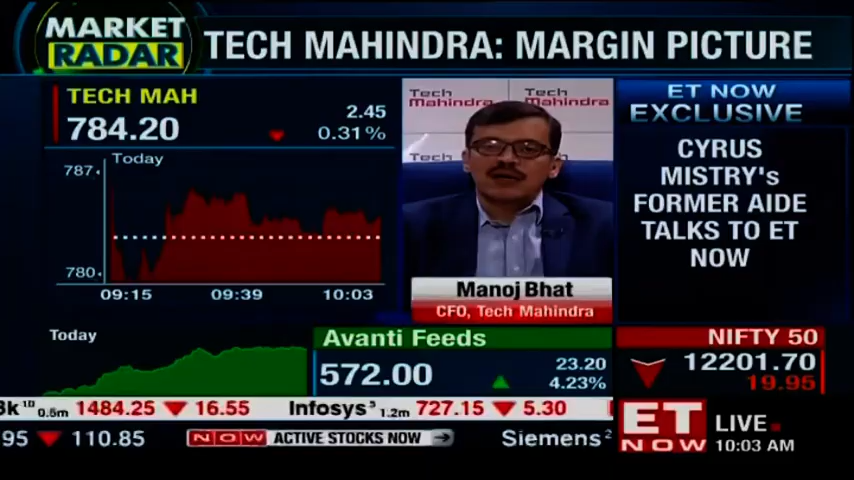 MARKET
RADAR
TECH MAHINDRA: MARGIN PICTURE
TECH MAH
784.20
2.45
0.31%
Today
787
780
09:15 09:39 10:03
Tech
Mahindra
Tech
Mahindra
Tech
Manoj Bhat
CFO, Tech Mahindra
ET NOW
EXCLUSIVE
CYRUS
MISTRY's
FORMER AIDE
TALKS TO ET
NOW
Today
Avanti Feeds
572.00
23.20
4.23%
NIFTY 50
12201.70
19.95
1484.25 16.55 Infosys 1.2m 727.15 5.30
95 110.85 NOW ACTIVE STOCKS NOW Siemens
ET
NOW
LIVE
10:03 AM